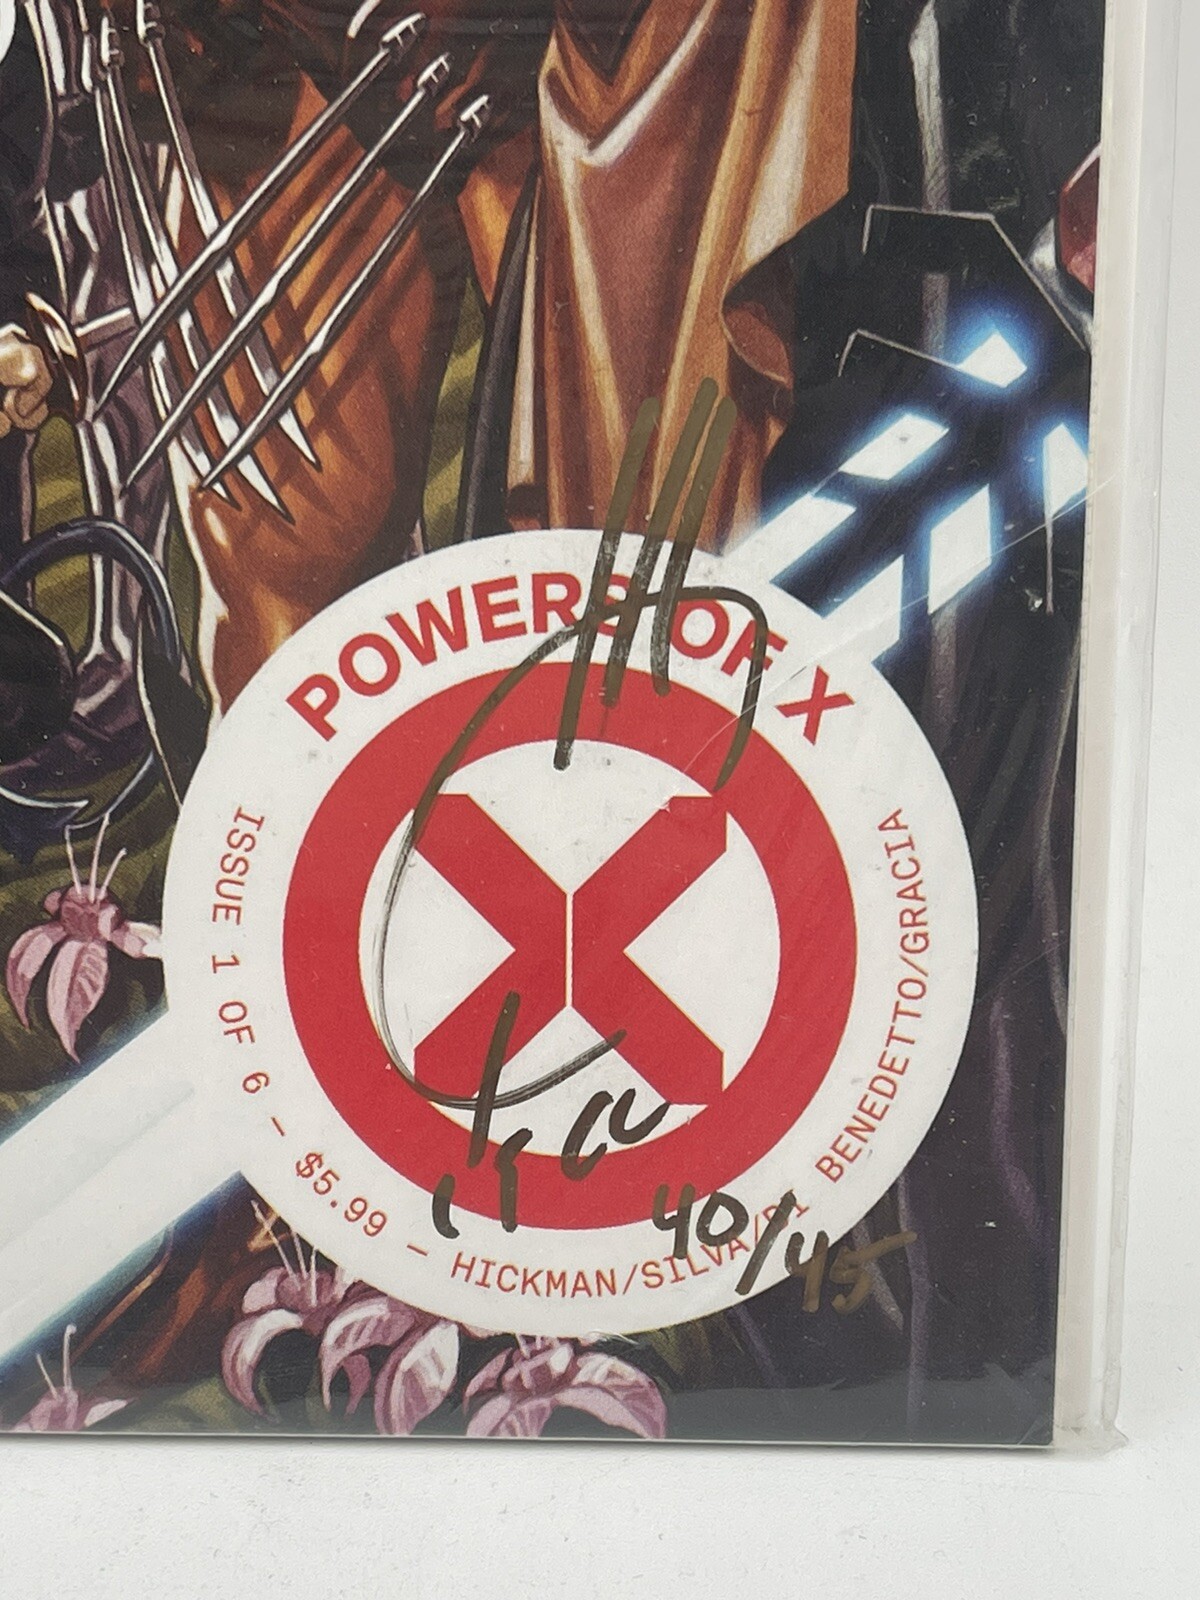 POWERS OF X
ISSUE 1 OF 6 — $5.99 — HICKMAN/SILVA/DI BENEDETTO/GRACIA
40/45